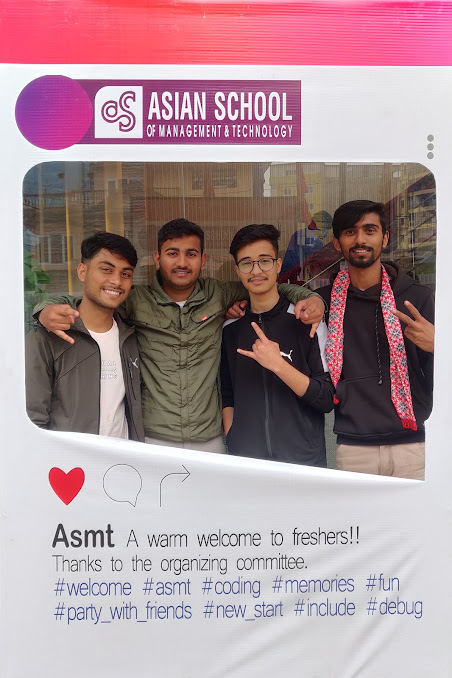 as ASIAN SCHOOL
OF MANAGEMENT & TECHNOLOGY
Asmt A warm welcome to freshers!!
Thanks to the organizing committee.
#welcome #asmt #coding #memories #fun
#party_with_friends #new_start #include #debug